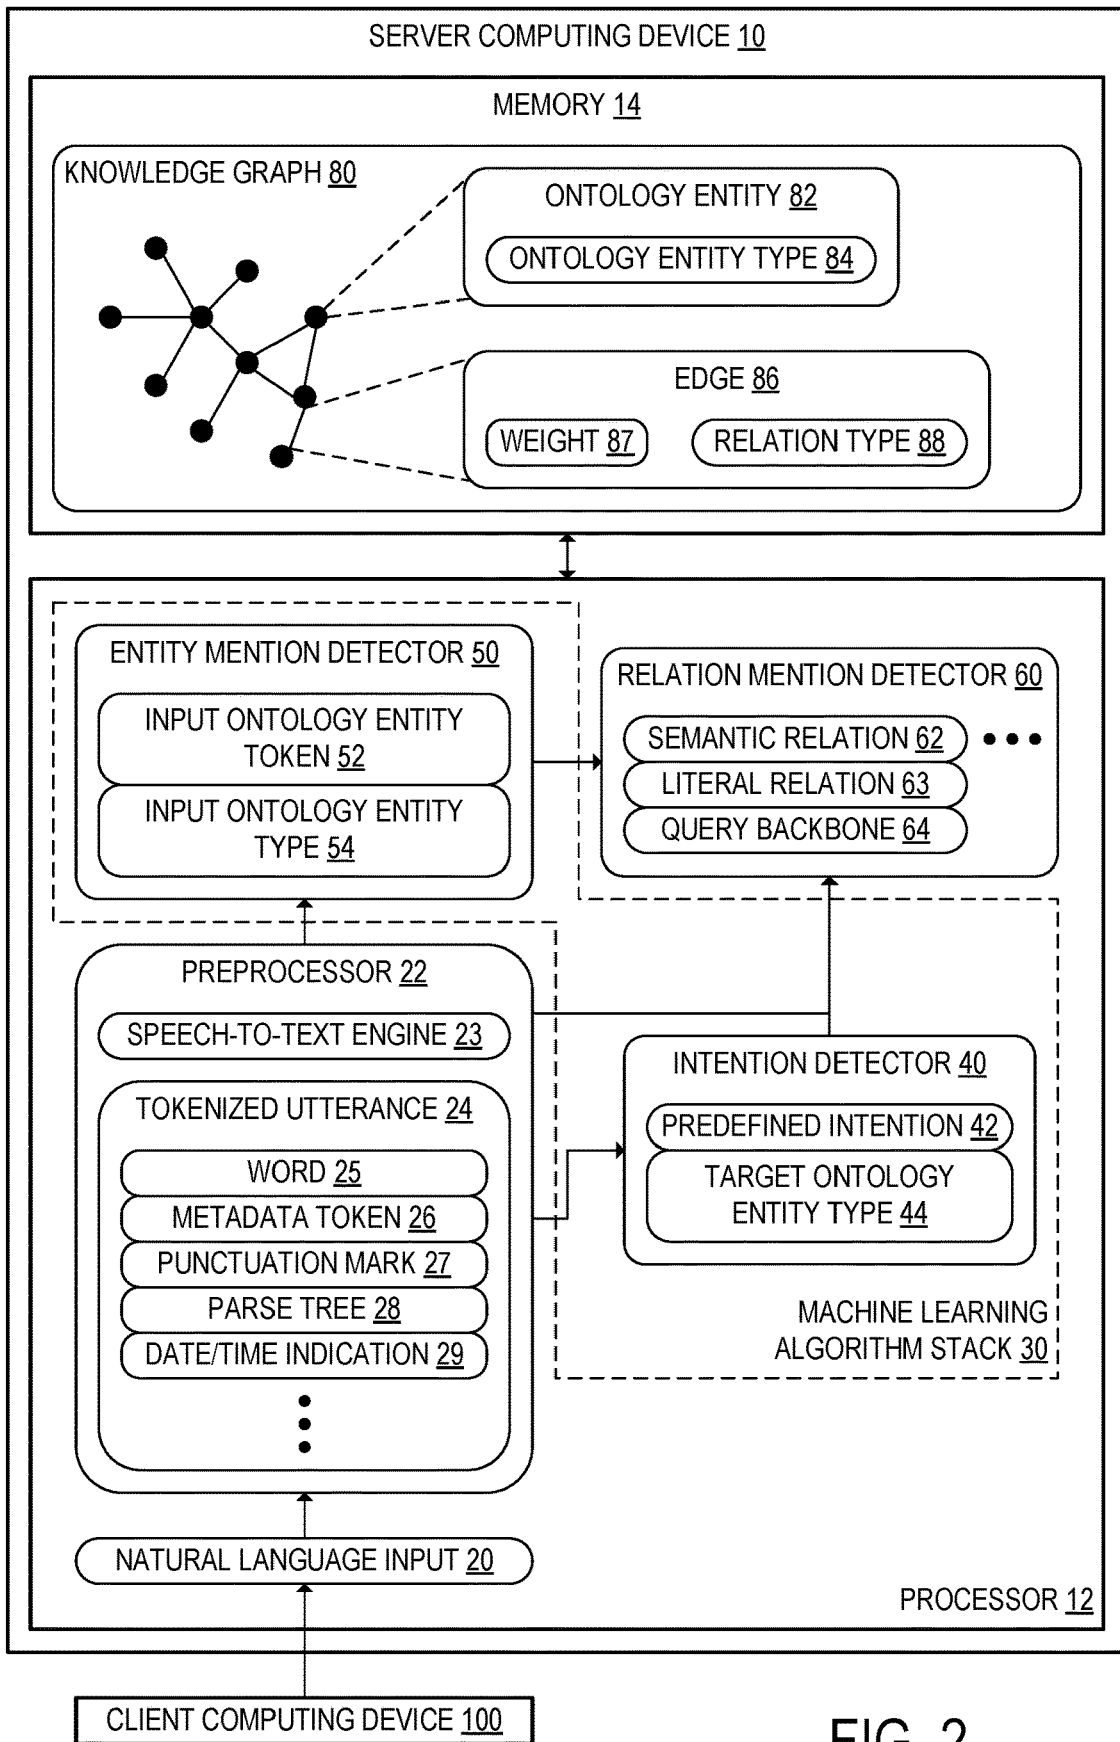 SERVER COMPUTING DEVICE 10
MEMORY 14
KNOWLEDGE GRAPH 80
ONTOLOGY ENTITY 82
ONTOLOGY ENTITY TYPE 84
EDGE 86
WEIGHT 87
RELATION TYPE 88
ENTITY MENTION DETECTOR 50
INPUT ONTOLOGY ENTITY
TOKEN 52
INPUT ONTOLOGY ENTITY
TYPE 54
RELATION MENTION DETECTOR 60
SEMANTIC RELATION 62
LITERAL RELATION 63
QUERY BACKBONE 64
PREPROCESSOR 22
SPEECH-TO-TEXT ENGINE 23
TOKENIZED UTTERANCE 24
WORD 25
METADATA TOKEN 26
PUNCTUATION MARK 27
PARSE TREE 28
DATE/TIME INDICATION 29
INTENTION DETECTOR 40
PREDEFINED INTENTION 42
TARGET ONTOLOGY
ENTITY TYPE 44
MACHINE LEARNING
ALGORITHM STACK 30
NATURAL LANGUAGE INPUT 20
PROCESSOR 12
CLIENT COMPUTING DEVICE 100
FIG. 2